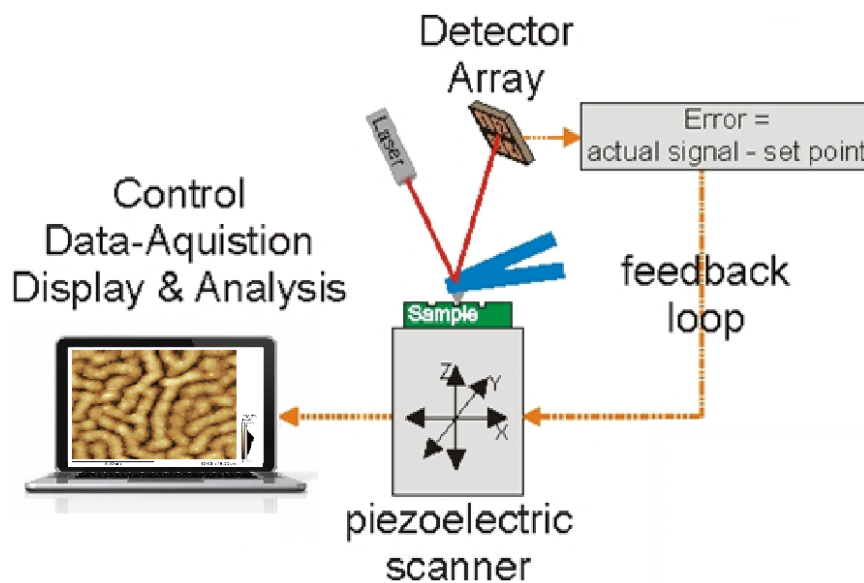 Detector
Array
Laser
Error =
actual signal - set point
Control
Data-Aquistion
Display & Analysis
feedback
loop
Sample
Z
Y
X
piezoelectric
scanner